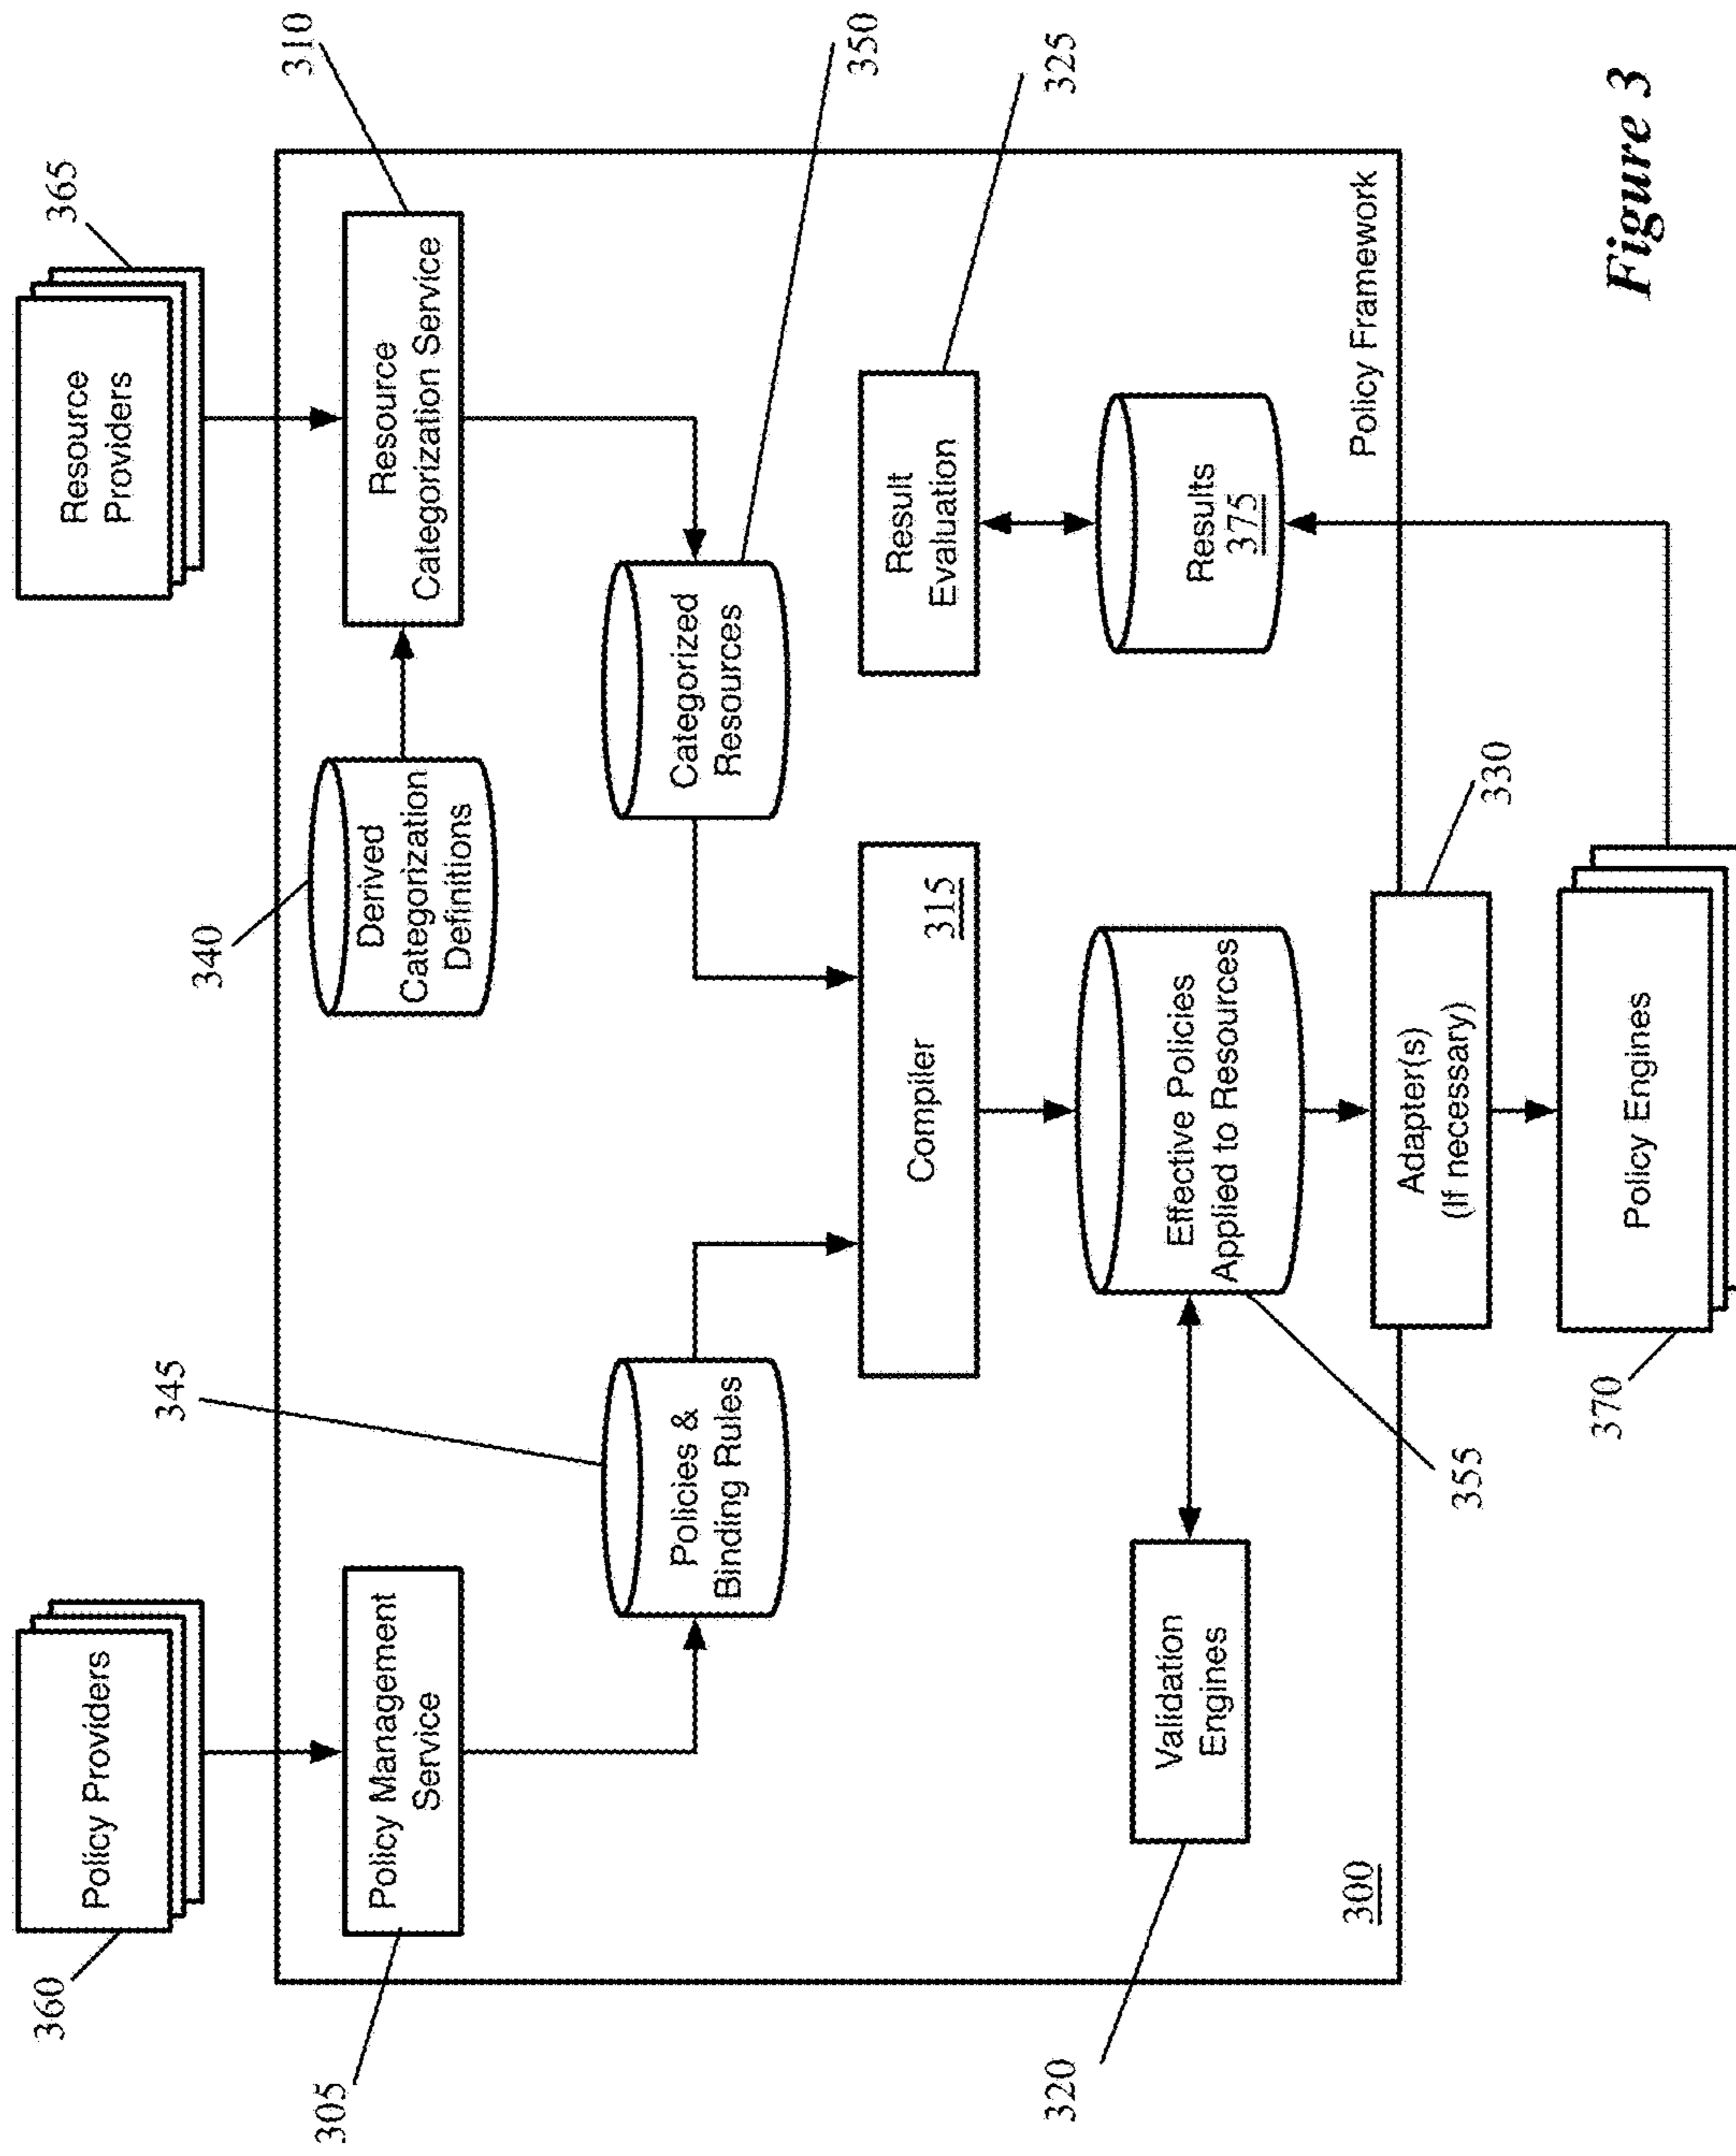 360
Policy Providers
Resource
Providers
365
305
Policy Management
Service
340
Derived
Categorization
Definitions
Resource
Categorization Service
310
345
Policies &
Binding Rules
Categorized
Resources
350
Compiler
315
Result
Evaluation
325
320
Validation
Engines
Effective Policies
Applied to Resources
355
Results
375
300
Policy Framework
Adapter(s)
(If necessary)
330
370
Policy Engines
Figure 3